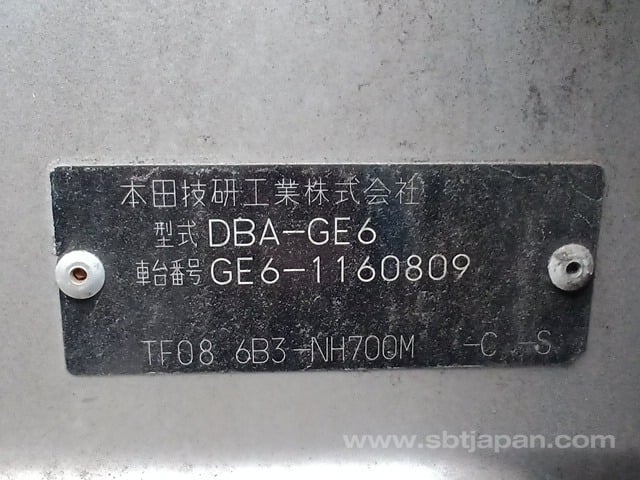 本田技研工業株式会社
型式 DBA-GE6
車台番号 GE6-1160809
TF08 6B3-NH700M -C -S
www.sbtjapan.com